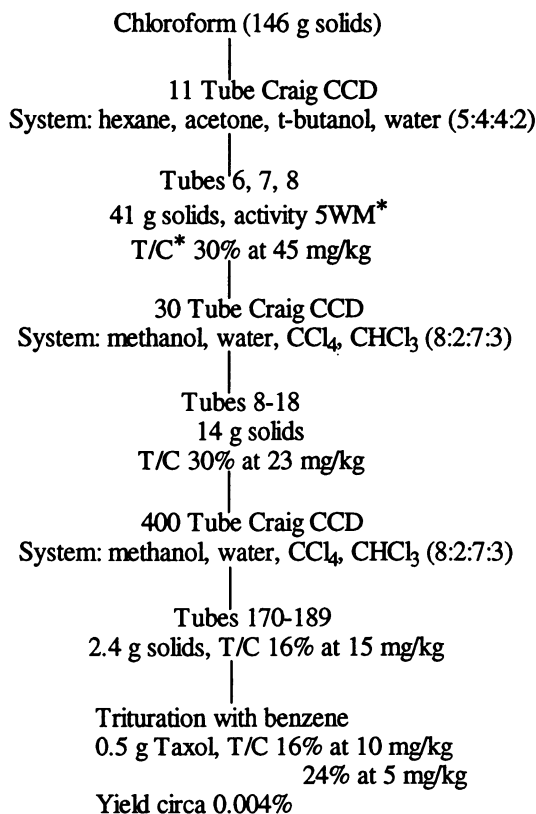 Chloroform (146 g solids)
11 Tube Craig CCD
System: hexane, acetone, t-butanol, water (5:4:4:2)
Tubes 6, 7, 8
41 g solids, activity 5WM*
T/C* 30% at 45 mg/kg
30 Tube Craig CCD
System: methanol, water, CCl₄, CHCl₃ (8:2:7:3)
Tubes 8-18
14 g solids
T/C 30% at 23 mg/kg
400 Tube Craig CCD
System: methanol, water, CCl₄, CHCl₃ (8:2:7:3)
Tubes 170-189
2.4 g solids, T/C 16% at 15 mg/kg
Trituration with benzene
0.5 g Taxol, T/C 16% at 10 mg/kg
24% at 5 mg/kg
Yield circa 0.004%